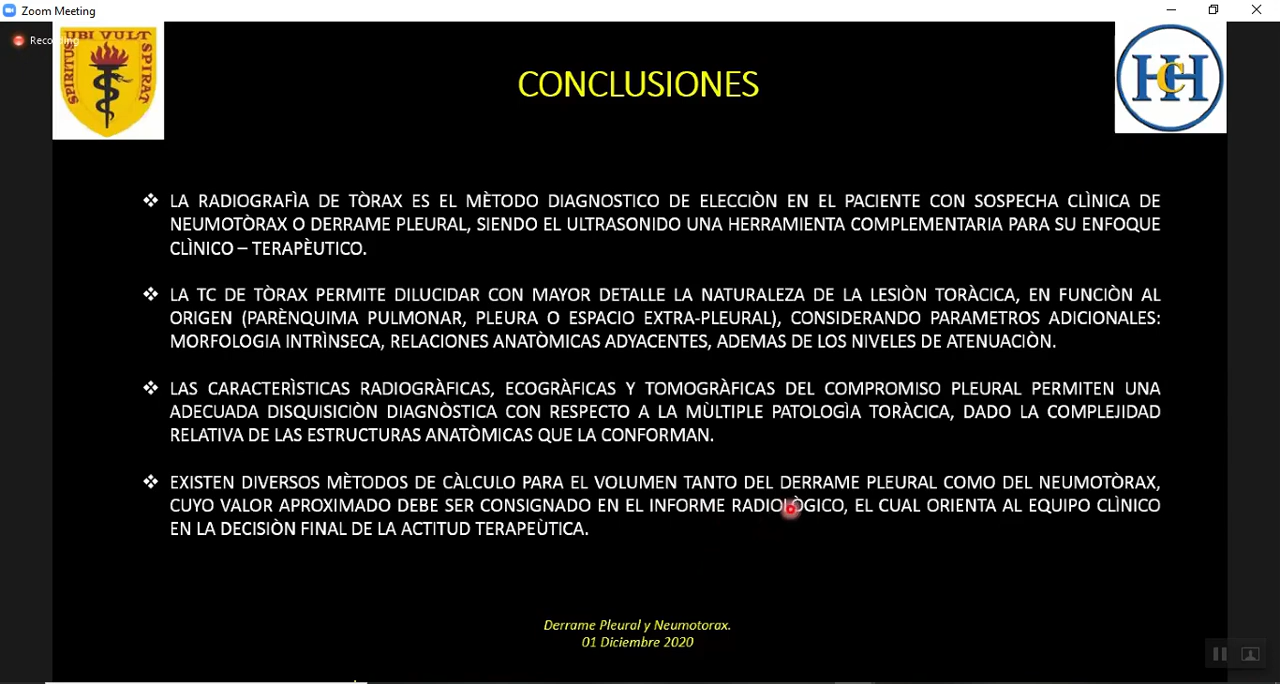 Zoom Meeting
Recording
SPIRITUS UBI VULT SPIRAT
HCH
CONCLUSIONES
❖ LA RADIOGRAFÌA DE TÒRAX ES EL MÈTODO DIAGNOSTICO DE ELECCIÒN EN EL PACIENTE CON SOSPECHA CLÌNICA DE
NEUMOTÒRAX O DERRAME PLEURAL, SIENDO EL ULTRASONIDO UNA HERRAMIENTA COMPLEMENTARIA PARA SU ENFOQUE
CLÌNICO – TERAPÈUTICO.
❖ LA TC DE TÒRAX PERMITE DILUCIDAR CON MAYOR DETALLE LA NATURALEZA DE LA LESIÒN TORÀCICA, EN FUNCIÒN AL
ORIGEN (PARÈNQUIMA PULMONAR, PLEURA O ESPACIO EXTRA-PLEURAL), CONSIDERANDO PARAMETROS ADICIONALES:
MORFOLOGIA INTRÌNSECA, RELACIONES ANATÒMICAS ADYACENTES, ADEMAS DE LOS NIVELES DE ATENUACIÒN.
❖ LAS CARACTERÌSTICAS RADIOGRÀFICAS, ECOGRÀFICAS Y TOMOGRÀFICAS DEL COMPROMISO PLEURAL PERMITEN UNA
ADECUADA DISQUISICIÒN DIAGNÒSTICA CON RESPECTO A LA MÙLTIPLE PATOLOGÌA TORÀCICA, DADO LA COMPLEJIDAD
RELATIVA DE LAS ESTRUCTURAS ANATÒMICAS QUE LA CONFORMAN.
❖ EXISTEN DIVERSOS MÈTODOS DE CÀLCULO PARA EL VOLUMEN TANTO DEL DERRAME PLEURAL COMO DEL NEUMOTÒRAX,
CUYO VALOR APROXIMADO DEBE SER CONSIGNADO EN EL INFORME RADIOLÒGICO, EL CUAL ORIENTA AL EQUIPO CLÌNICO
EN LA DECISIÒN FINAL DE LA ACTITUD TERAPEÙTICA.
Derrame Pleural y Neumotorax.
01 Diciembre 2020